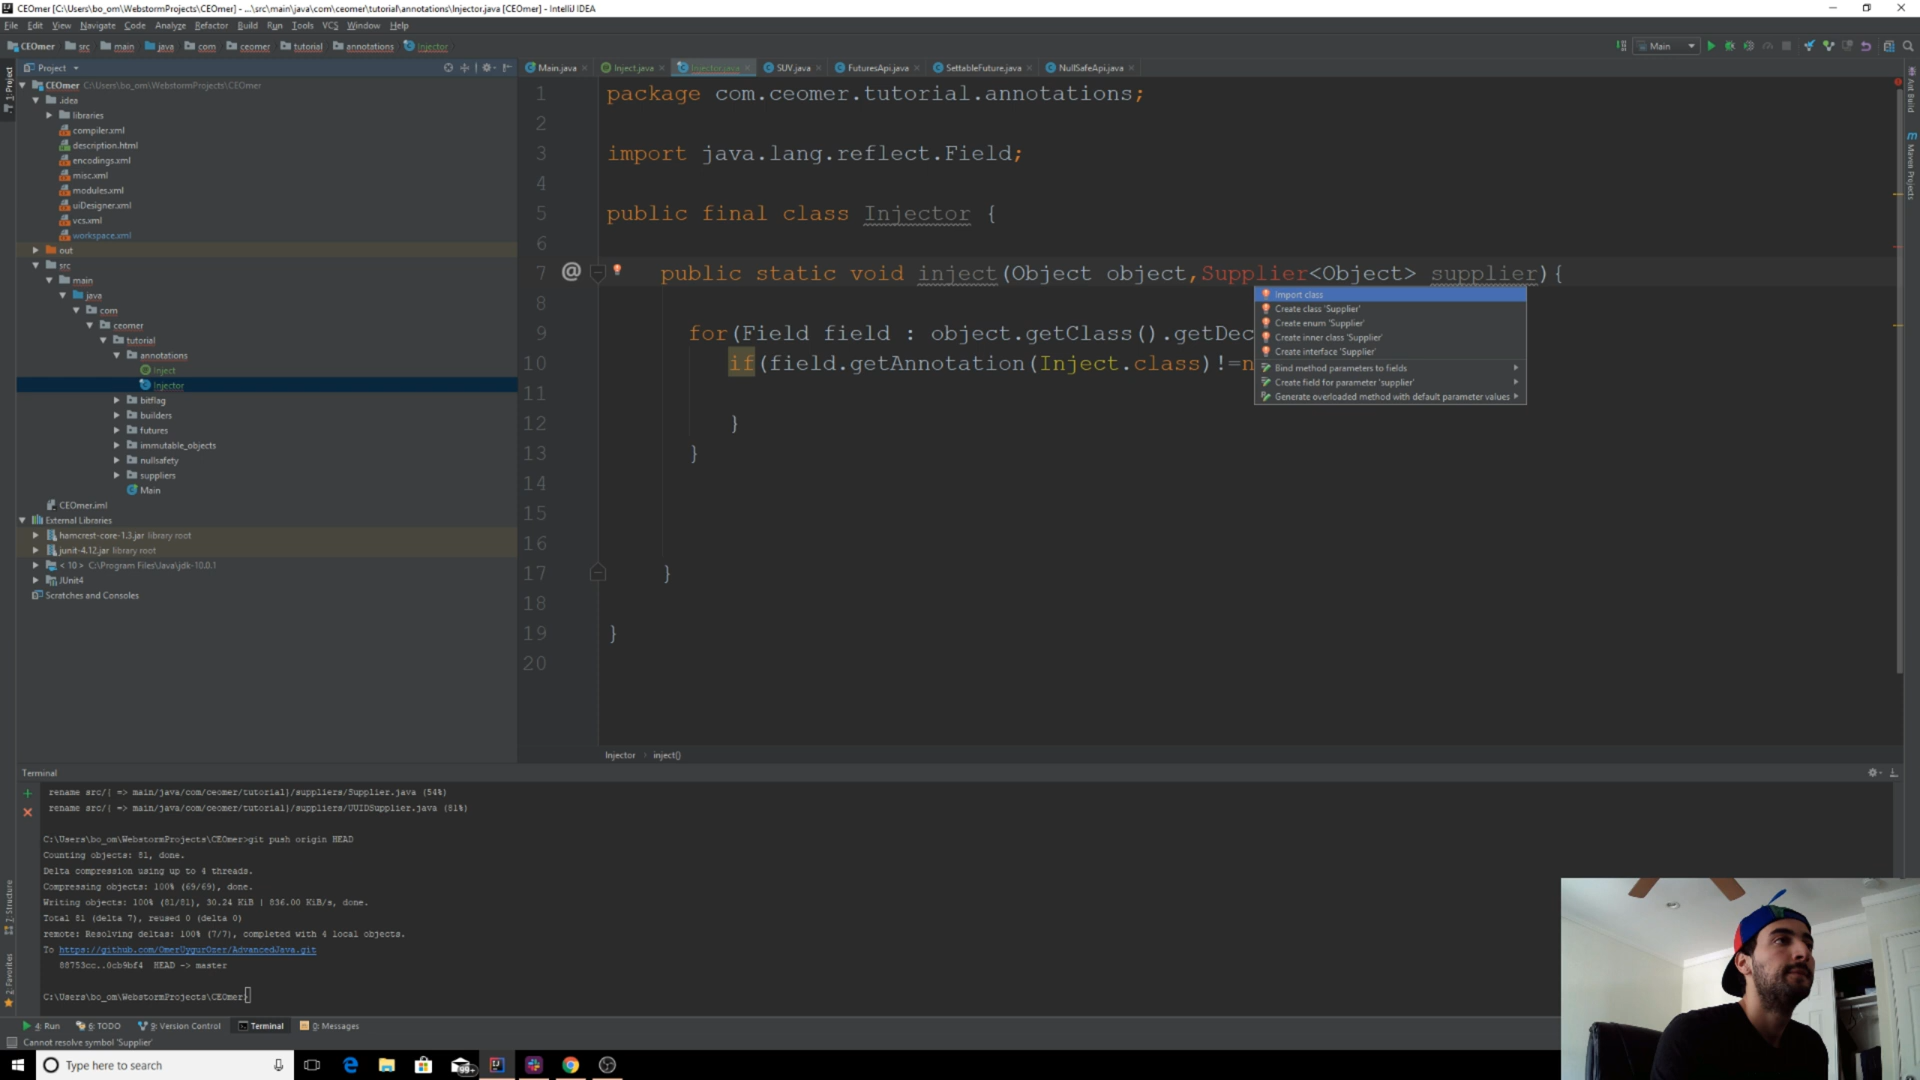 CEOmer [C:\Users\bo_om\WebstormProjects\CEOmer] - ...\src\main\java\com\ceomer\tutorial\annotations\Injector.java [CEOmer] - IntelliJ IDEA
File Edit View Navigate Code Analyze Refactor Build Run Tools VCS Window Help
CEOmer src main java com ceomer tutorial annotations Injector
Main
Project
Main.java Inject.java Injector.java SUV.java FuturesApi.java SettableFuture.java NullSafeApi.java
1: Project
CEOmer C:\Users\bo_om\WebstormProjects\CEOmer
.idea
libraries
compiler.xml
description.html
encodings.xml
misc.xml
modules.xml
uiDesigner.xml
vcs.xml
workspace.xml
out
src
main
java
com
ceomer
tutorial
annotations
Inject
Injector
bitflag
builders
futures
immutable_objects
nullsafety
suppliers
Main
CEOmer.iml
External Libraries
hamcrest-core-1.3.jar library root
junit-4.12.jar library root
< 10 > C:\Program Files\Java\jdk-10.0.1
JUnit4
Scratches and Consoles
1 package com.ceomer.tutorial.annotations;
2
3 import java.lang.reflect.Field;
4
5 public final class Injector {
6
7 @ public static void inject(Object object,Supplier<Object> supplier){
8
9 for(Field field : object.getClass().getDec
10 if(field.getAnnotation(Inject.class)!=n
11
12 }
13 }
14
15
16
17 }
18
19 }
20
Import class
Create class 'Supplier'
Create enum 'Supplier'
Create inner class 'Supplier'
Create interface 'Supplier'
Bind method parameters to fields
Create field for parameter 'supplier'
Generate overloaded method with default parameter values
Ant Build
Maven Projects
Injector inject()
Terminal
rename src/{ => main/java/com/ceomer/tutorial}/suppliers/Supplier.java (54%)
rename src/{ => main/java/com/ceomer/tutorial}/suppliers/UUIDSupplier.java (81%)
C:\Users\bo_om\WebstormProjects\CEOmer>git push origin HEAD
Counting objects: 81, done.
Delta compression using up to 4 threads.
Compressing objects: 100% (69/69), done.
Writing objects: 100% (81/81), 30.24 KiB | 836.00 KiB/s, done.
Total 81 (delta 7), reused 0 (delta 0)
remote: Resolving deltas: 100% (7/7), completed with 4 local objects.
To https://github.com/OmerUygurOzer/AdvancedJava.git
88753cc..0cb9bf4 HEAD -> master
C:\Users\bo_om\WebstormProjects\CEOmer>
Z: Structure
2: Favorites
4: Run 6: TODO 9: Version Control Terminal 0: Messages
Cannot resolve symbol 'Supplier'
Type here to search
99+